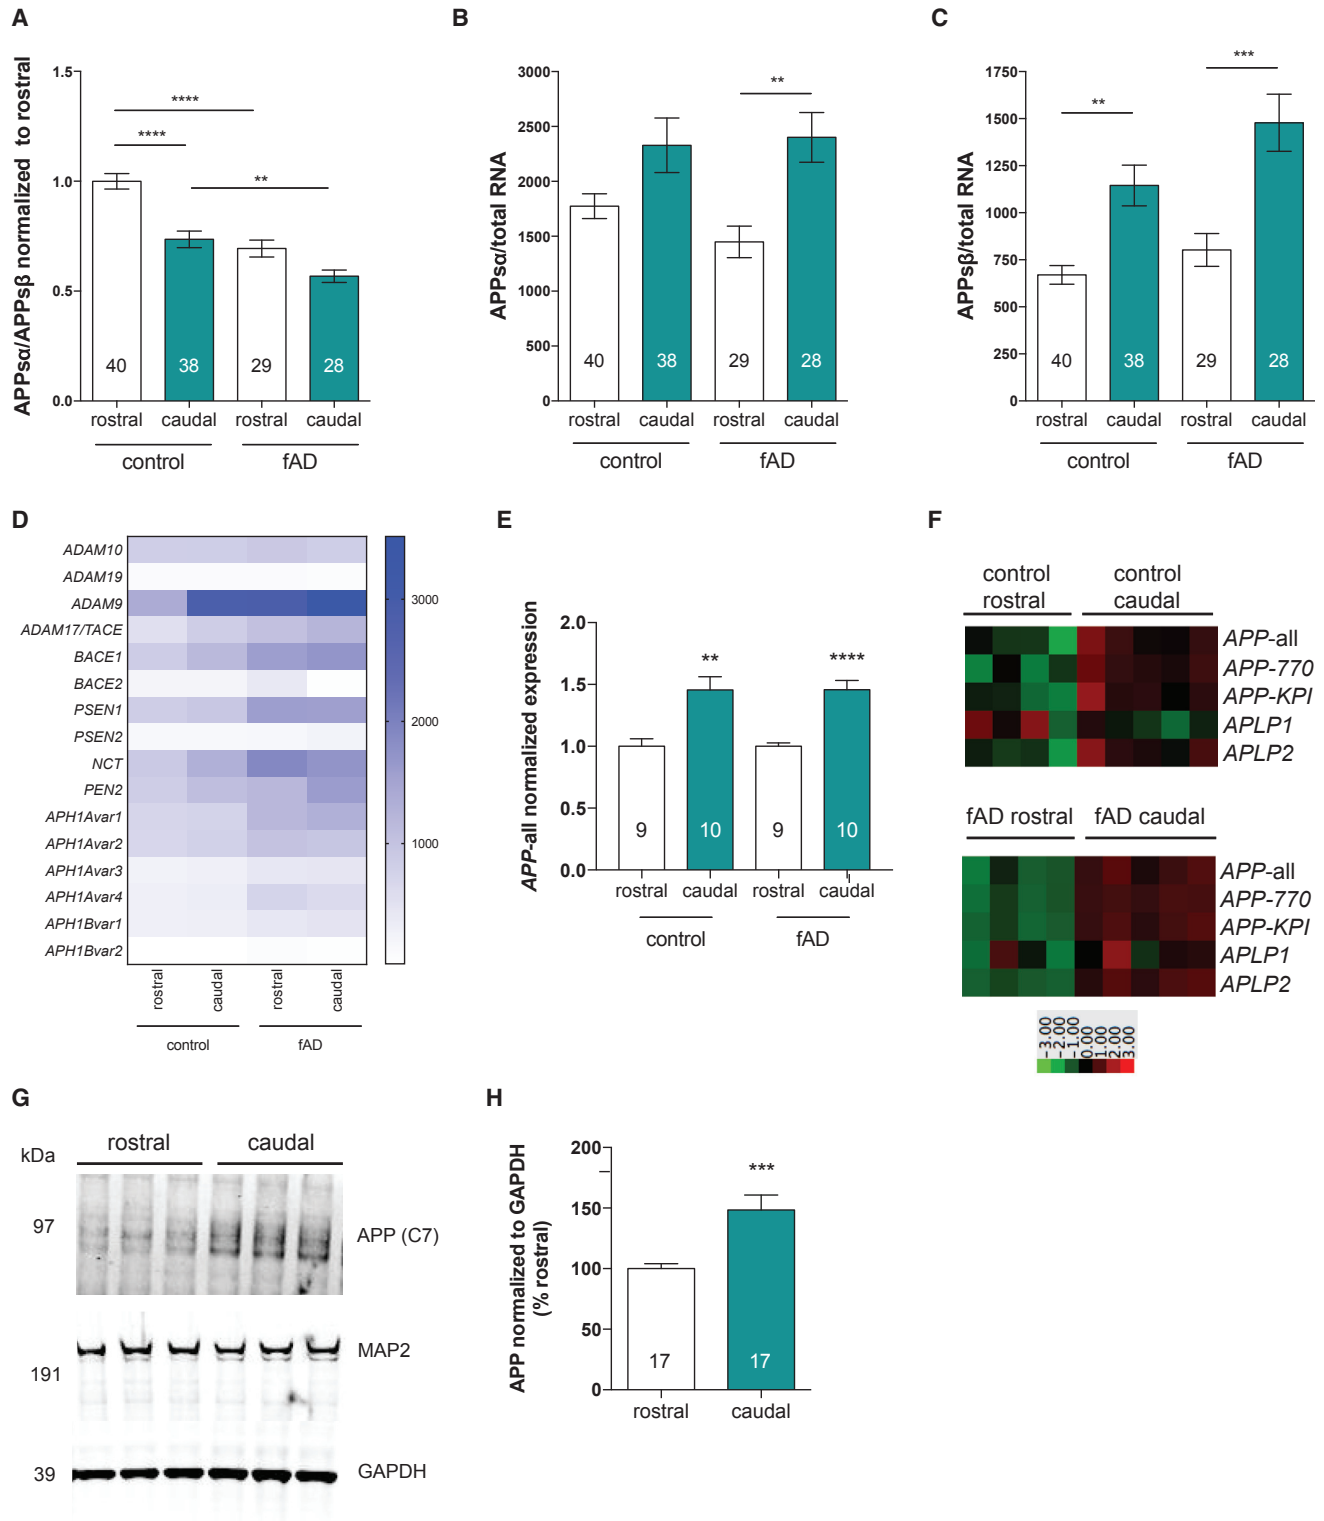 A
APPsα/APPsβ normalized to rostral
1.5
1.0
0.5
0.0
****
****
**
40
38
29
28
rostral caudal rostral caudal
control fAD
B
APPsα/total RNA
3000
2500
2000
1500
1000
500
0
**
40
38
29
28
rostral caudal rostral caudal
control fAD
C
APPsβ/total RNA
1750
1500
1250
1000
750
500
250
0
**
***
40
38
29
28
rostral caudal rostral caudal
control fAD
D
ADAM10
ADAM19
ADAM9
ADAM17/TACE
BACE1
BACE2
PSEN1
PSEN2
NCT
PEN2
APH1Avar1
APH1Avar2
APH1Avar3
APH1Avar4
APH1Bvar1
APH1Bvar2
3000
2000
1000
rostral caudal rostral caudal
control fAD
E
APP-all normalized expression
2.0
1.5
1.0
0.5
0.0
**
****
9
10
9
10
rostral caudal rostral caudal
control fAD
F
control rostral
control caudal
APP-all
APP-770
APP-KPI
APLP1
APLP2
fAD rostral fAD caudal
APP-all
APP-770
APP-KPI
APLP1
APLP2
-3.00
-2.00
-1.00
0.00
1.00
2.00
3.00
G
rostral caudal
kDa
97
APP (C7)
MAP2
191
39
GAPDH
H
APP normalized to GAPDH
(% rostral)
200
150
100
50
0
***
17
17
rostral caudal